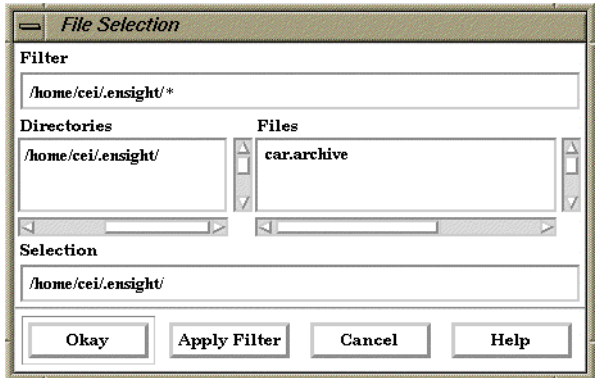 File Selection
Filter
/home/cei/.ensight/*
Directories Files
/home/cei/.ensight/ car.archive
Selection
/home/cei/.ensight/
Okay Apply Filter Cancel Help